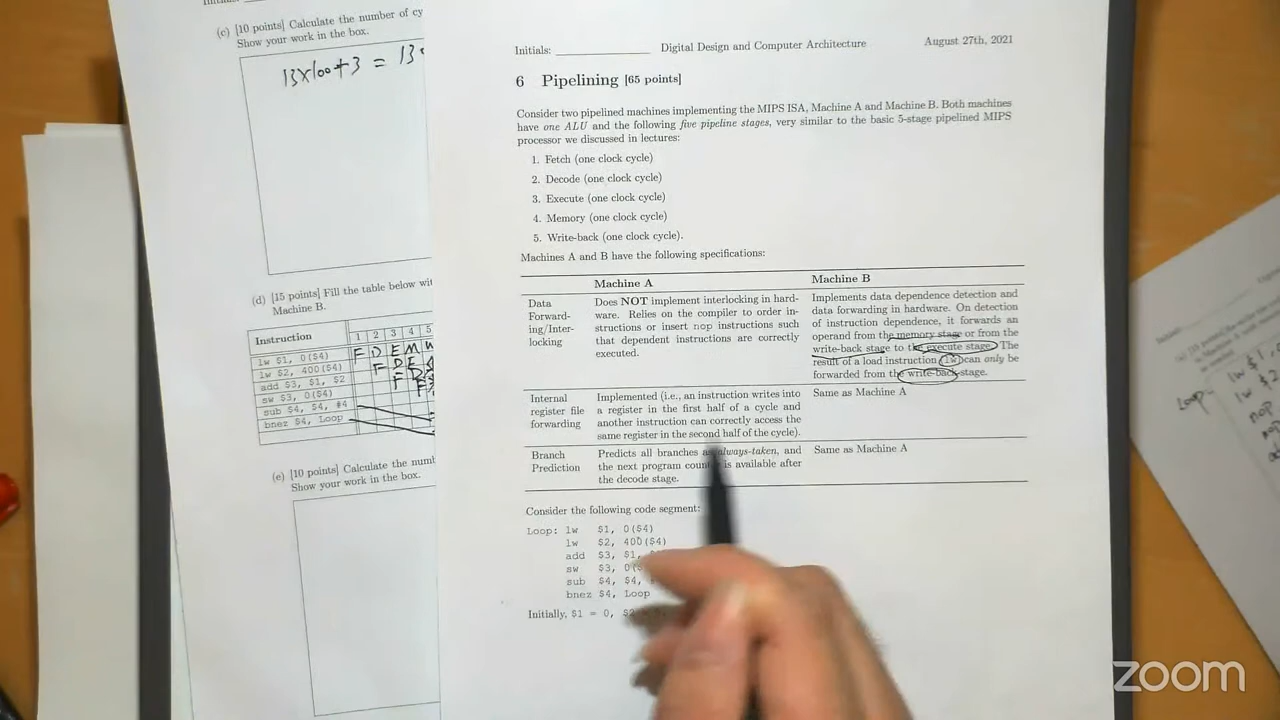 (c) [10 points] Calculate the number of cy
Show your work in the box.
13x100+3 = 13
(d) [15 points] Fill the table below wit
Machine B.
Instruction 1 2 3 4 5
lw $1, 0($4) F D E M W
lw $2, 400($4) F D E
add $3, $1, $2 F D
sw $3, 0($4) F
sub $4, $4, #4
bnez $4, Loop
(e) [10 points] Calculate the numb
Show your work in the box.
Initials: Digital Design and Computer Architecture August 27th, 2021
6 Pipelining [65 points]
Consider two pipelined machines implementing the MIPS ISA, Machine A and Machine B. Both machines
have one ALU and the following five pipeline stages, very similar to the basic 5-stage pipelined MIPS
processor we discussed in lectures:
1. Fetch (one clock cycle)
2. Decode (one clock cycle)
3. Execute (one clock cycle)
4. Memory (one clock cycle)
5. Write-back (one clock cycle).
Machines A and B have the following specifications:
Machine A Machine B
Data
Forward-
ing/Inter-
locking
Does NOT implement interlocking in hard-
ware. Relies on the compiler to order in-
structions or insert nop instructions such
that dependent instructions are correctly
executed.
Implements data dependence detection and
data forwarding in hardware. On detection
of instruction dependence, it forwards an
operand from the memory stage or from the
write-back stage to the execute stage. The
result of a load instruction (lw) can only be
forwarded from the write-back stage.
Internal
register file
forwarding
Implemented (i.e., an instruction writes into
a register in the first half of a cycle and
another instruction can correctly access the
same register in the second half of the cycle).
Same as Machine A
Branch
Prediction
Predicts all branches as always-taken, and
the next program is available after
the decode stage.
Same as Machine A
Consider the following code segment:
Loop: lw $1, 0($4)
lw $2, 400($4)
add $3, $1,
sw $3,
sub $4, $4,
bnez $4, Loop
Initially, $1 = 0,
Loop:
lw $1,
lw $2
nop
nop
zoom